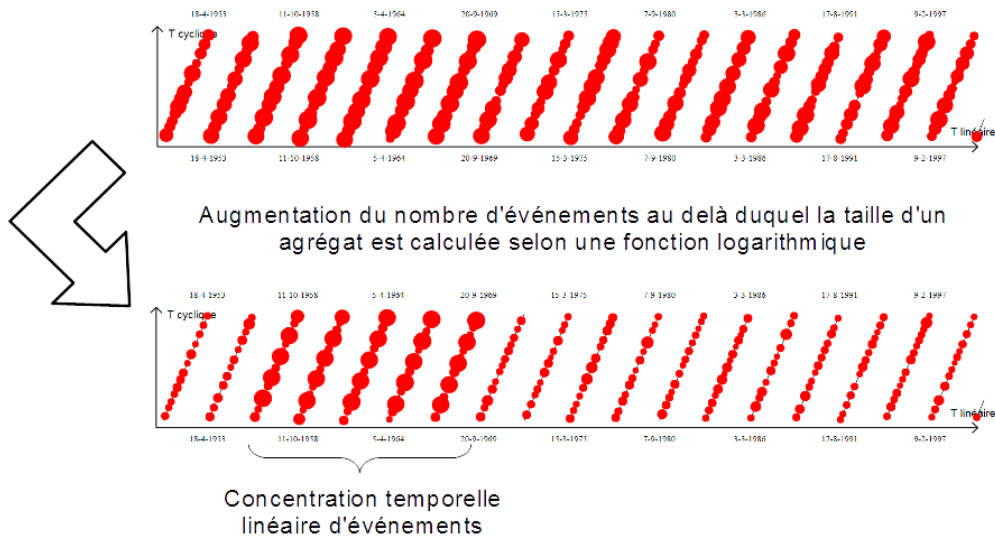 18-4-1953 11-10-1958 5-4-1964 20-9-1969 15-3-1975 7-9-1980 3-3-1986 17-8-1991 9-2-1997
T cyclique
T linéaire
18-4-1953 11-10-1958 5-4-1964 20-9-1969 15-3-1975 7-9-1980 3-3-1986 17-8-1991 9-2-1997
Augmentation du nombre d'événements au delà duquel la taille d'un
agrégat est calculée selon une fonction logarithmique
18-4-1953 11-10-1958 5-4-1964 20-9-1969 15-3-1975 7-9-1980 3-3-1986 17-8-1991 9-2-1997
T cyclique
T linéaire
18-4-1953 11-10-1958 5-4-1964 20-9-1969 15-3-1975 7-9-1980 3-3-1986 17-8-1991 9-2-1997
Concentration temporelle
linéaire d'événements